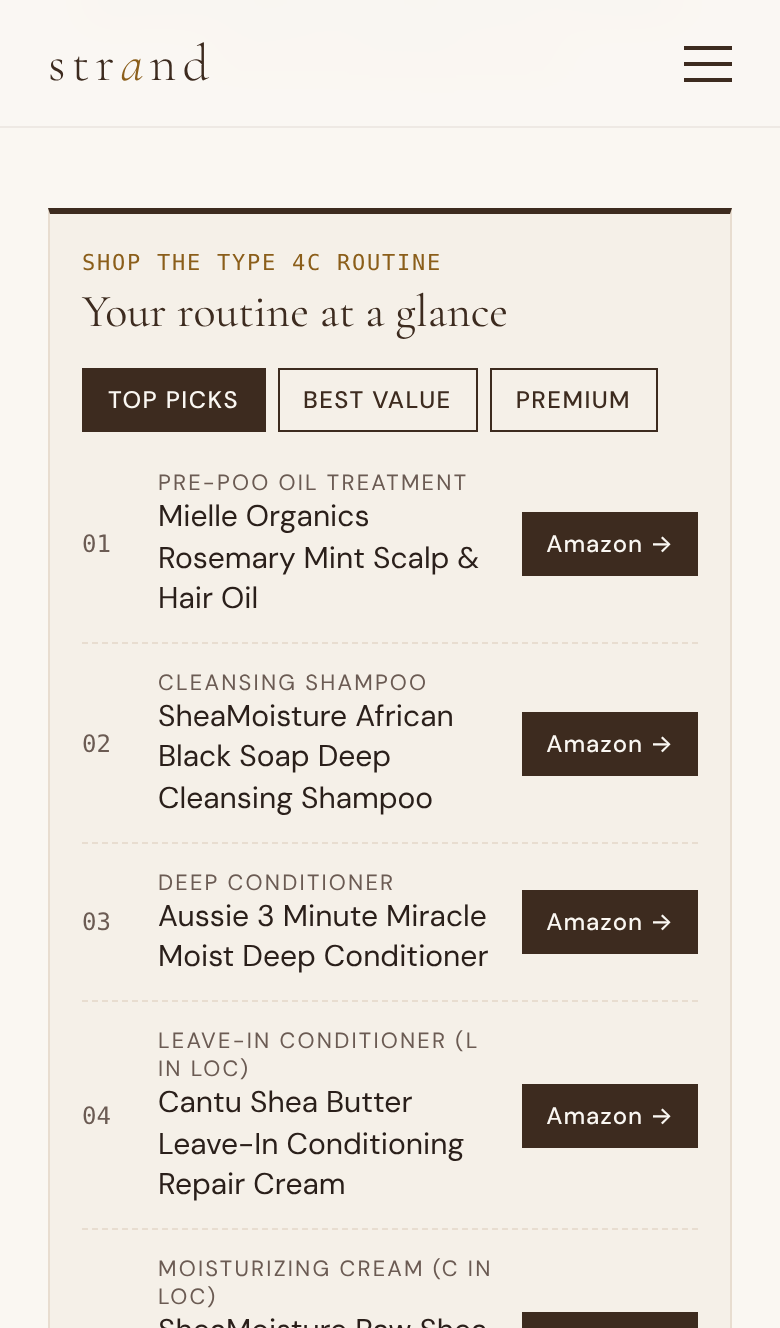 strand
SHOP THE TYPE 4C ROUTINE
Your routine at a glance
TOP PICKS
BEST VALUE
PREMIUM
01
PRE-POO OIL TREATMENT
Mielle Organics
Rosemary Mint Scalp &
Hair Oil
Amazon →
02
CLEANSING SHAMPOO
SheaMoisture African
Black Soap Deep
Cleansing Shampoo
Amazon →
03
DEEP CONDITIONER
Aussie 3 Minute Miracle
Moist Deep Conditioner
Amazon →
04
LEAVE-IN CONDITIONER (L
IN LOC)
Cantu Shea Butter
Leave-In Conditioning
Repair Cream
Amazon →
MOISTURIZING CREAM (C IN
LOC)
SheaMoisture Raw Shea